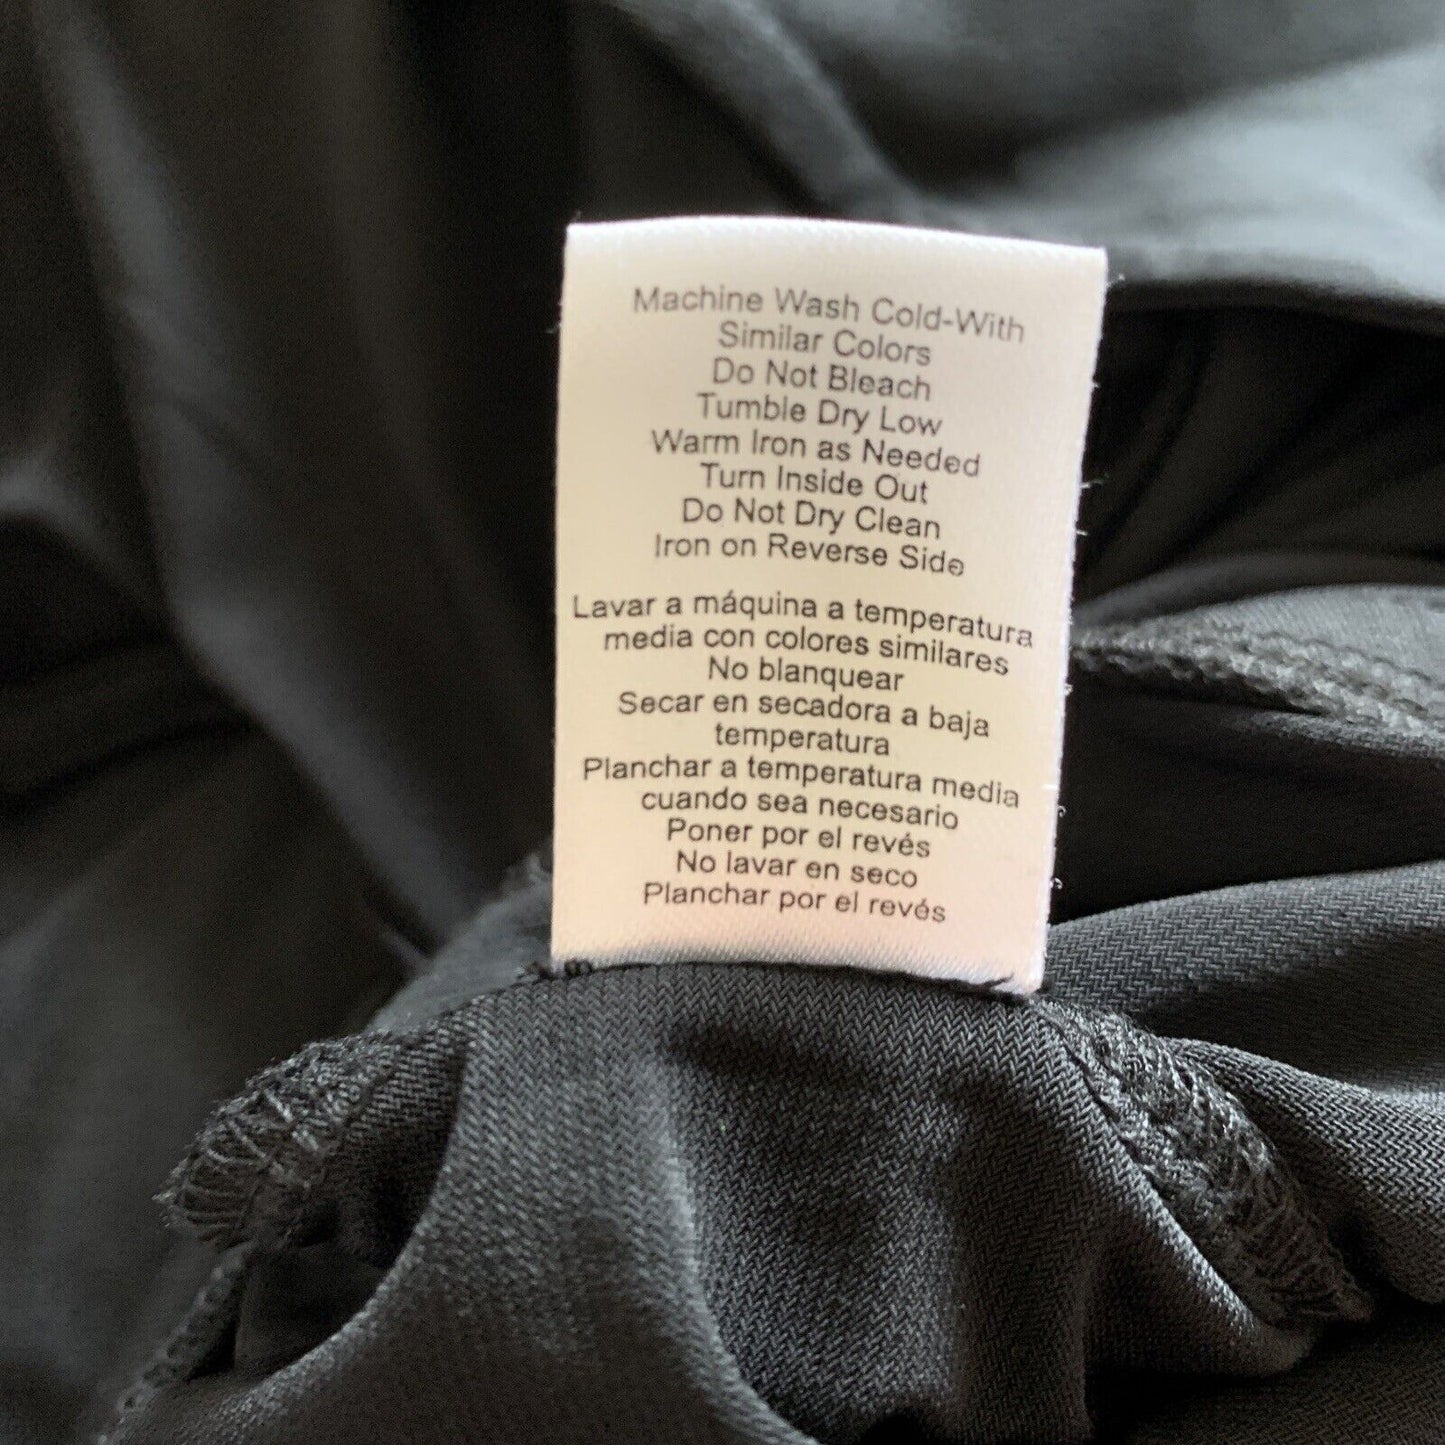 Machine Wash Cold-With
Similar Colors
Do Not Bleach
Tumble Dry Low
Warm Iron as Needed
Turn Inside Out
Do Not Dry Clean
Iron on Reverse Side
Lavar a máquina a temperatura
media con colores similares
No blanquear
Secar en secadora a baja
temperatura
Planchar a temperatura media
cuando sea necesario
Poner por el revés
No lavar en seco
Planchar por el revés